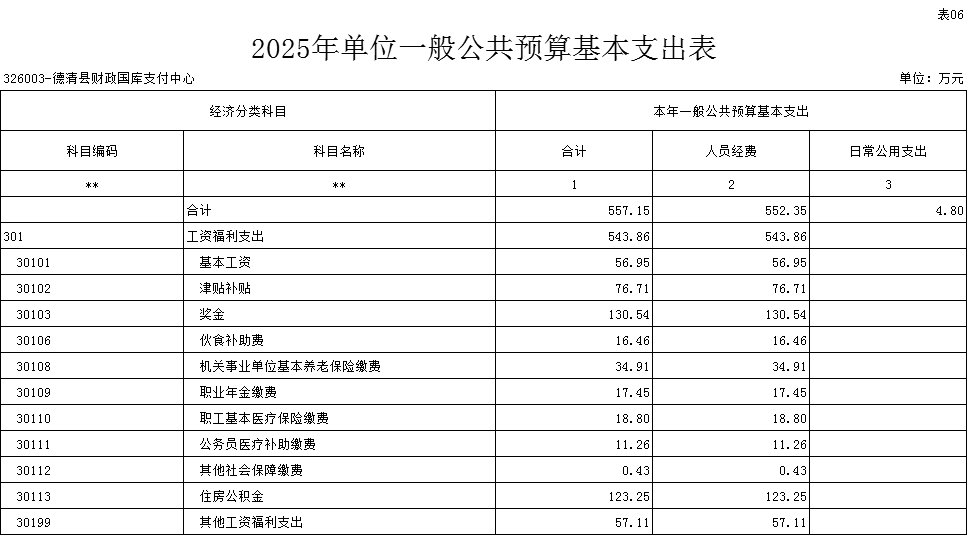 表06
2025年单位一般公共预算基本支出表
326003-德清县财政国库支付中心 单位：万元
经济分类科目 本年一般公共预算基本支出
科目编码 科目名称 合计 人员经费 日常公用支出
** ** 1 2 3
合计 557.15 552.35 4.80
301 工资福利支出 543.86 543.86
30101 基本工资 56.95 56.95
30102 津贴补贴 76.71 76.71
30103 奖金 130.54 130.54
30106 伙食补助费 16.46 16.46
30108 机关事业单位基本养老保险缴费 34.91 34.91
30109 职业年金缴费 17.45 17.45
30110 职工基本医疗保险缴费 18.80 18.80
30111 公务员医疗补助缴费 11.26 11.26
30112 其他社会保障缴费 0.43 0.43
30113 住房公积金 123.25 123.25
30199 其他工资福利支出 57.11 57.11